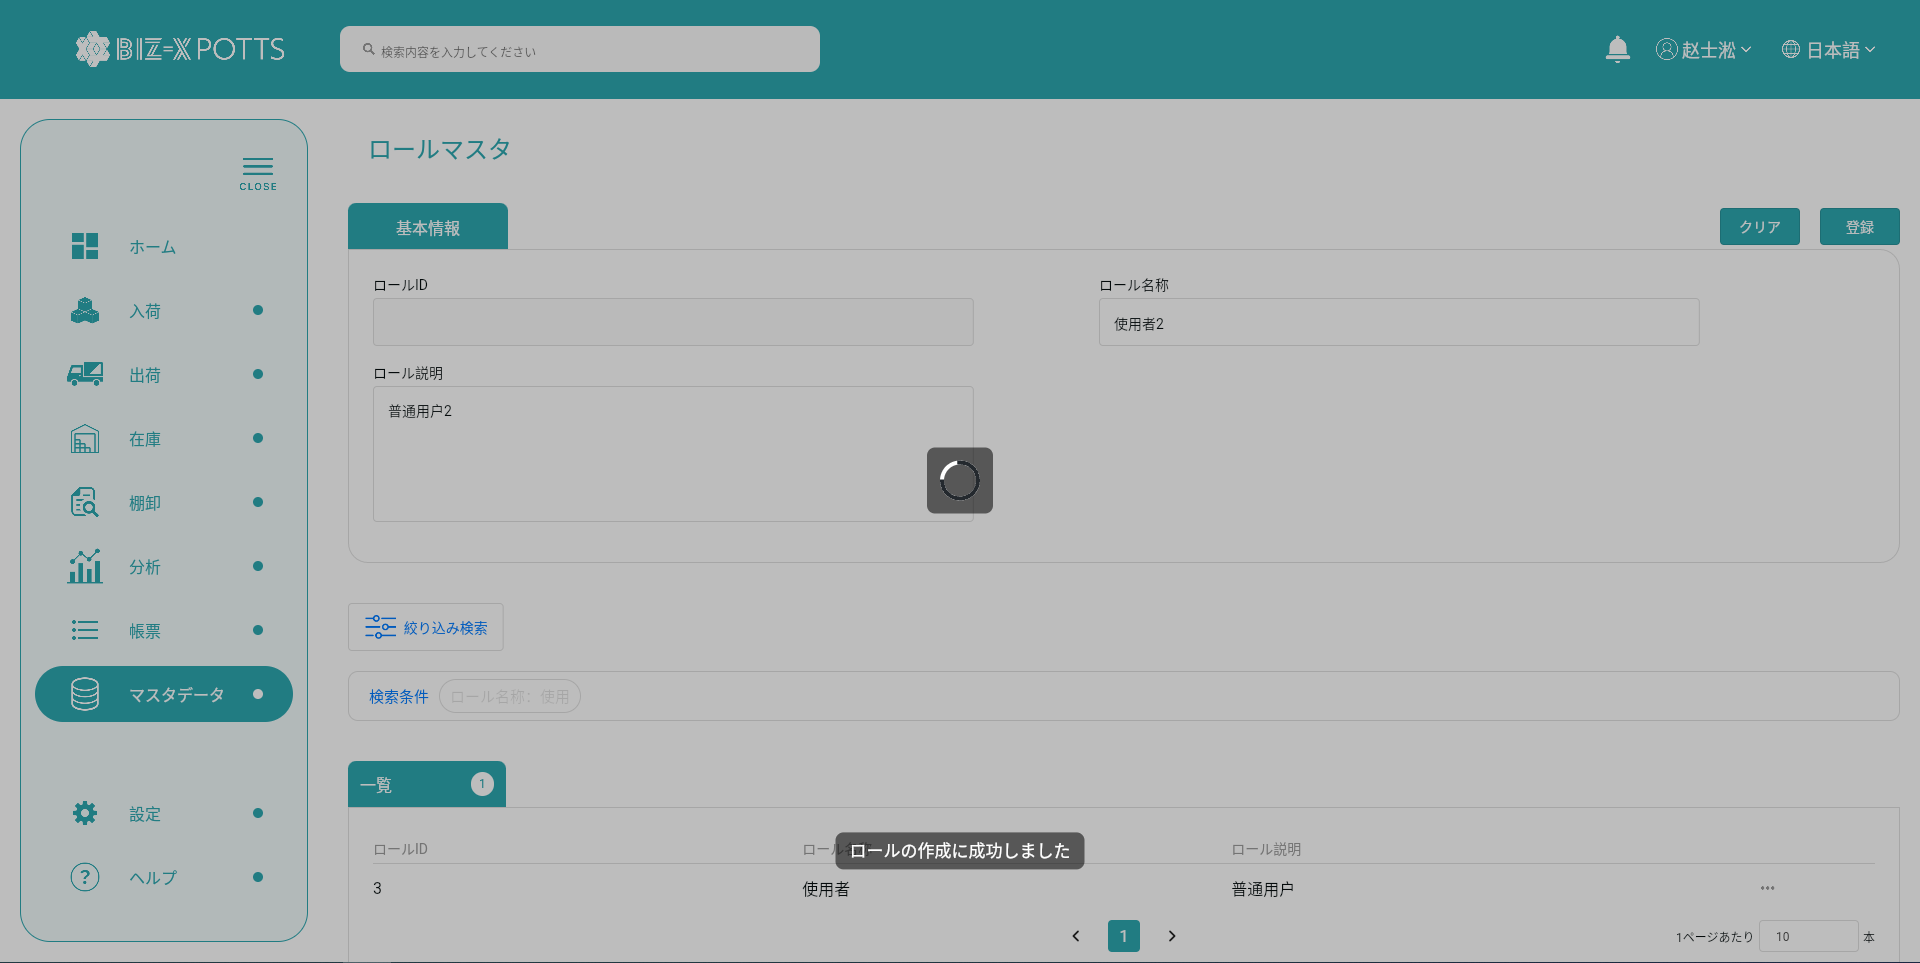 BIZ=X POTTS
検索内容を入力してください
赵士淞
日本語
CLOSE
ホーム
入荷
出荷
在庫
棚卸
分析
帳票
マスタデータ
設定
ヘルプ
ロールマスタ
基本情報
クリア
登録
ロールID
ロール名称
使用者2
ロール説明
普通用户2
絞り込み検索
検索条件
ロール名称：使用
一覧
1
ロールID
ロール
ロール説明
ロールの作成に成功しました
3
使用者
普通用户
1
1ページあたり
10
本